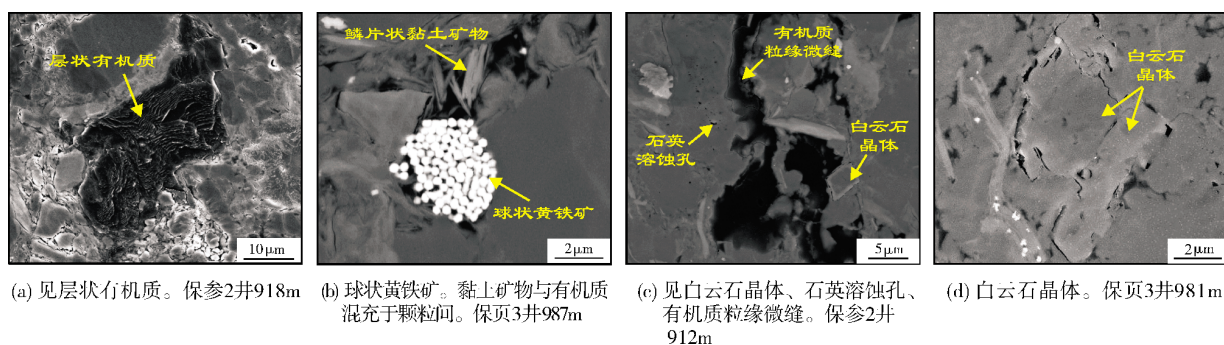 层状有机质
10μm
鳞片状黏土矿物
球状黄铁矿
2μm
有机质
粒缘微缝
石英
溶蚀孔
白云石
晶体
5μm
白云石
晶体
2μm
(a) 见层状有机质。保参2井918m
(b) 球状黄铁矿。黏土矿物与有机质
混充于颗粒间。保页3井987m
(c) 见白云石晶体、石英溶蚀孔、
有机质粒缘微缝。保参2井
912m
(d) 白云石晶体。保页3井981m